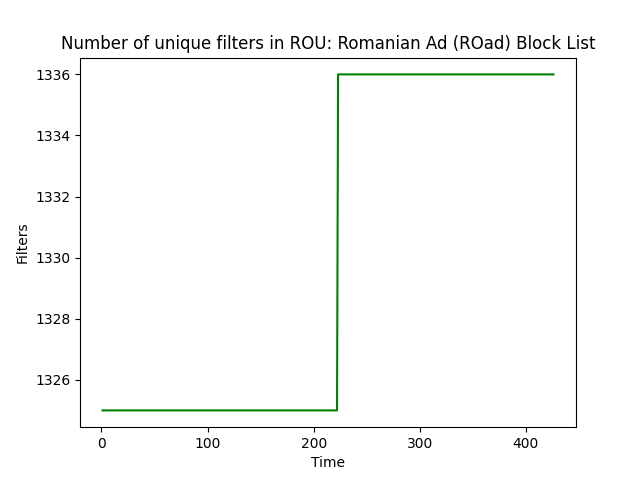 Number of unique filters in ROU: Romanian Ad (ROad) Block List
1336
1334
1332
1330
1328
1326
Filters
0 100 200 300 400
Time